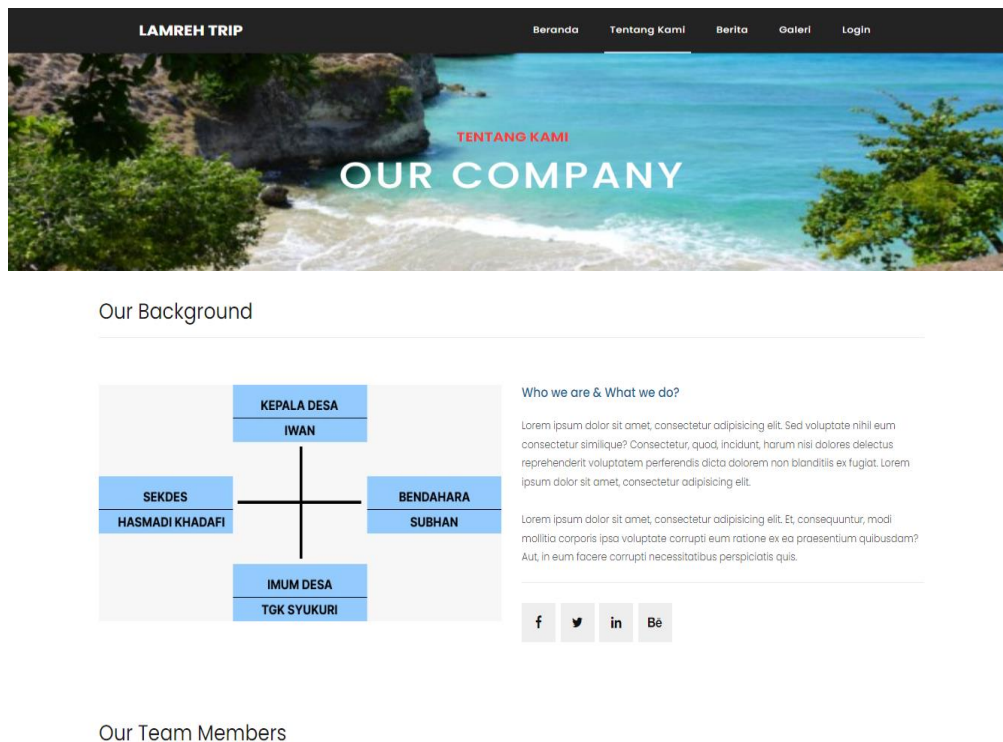 LAMREH TRIP
Beranda Tentang Kami Berita Galeri Login
TENTANG KAMI
OUR COMPANY
Our Background
KEPALA DESA
IWAN
SEKDES
HASMADI KHADAFI
BENDAHARA
SUBHAN
IMUM DESA
TGK SYUKURI
Who we are & What we do?
Lorem ipsum dolor sit amet, consectetur adipisicing elit. Sed voluptate nihil eum
consectetur similique? Consectetur, quod, incidunt, harum nisi dolores delectus
reprehenderit voluptatem perferendis dicta dolorem non blanditiis ex fugiat. Lorem
ipsum dolor sit amet, consectetur adipisicing elit.
Lorem ipsum dolor sit amet, consectetur adipisicing elit. Et, consequuntur, modi
mollitia corporis ipsa voluptate corrupti eum ratione ex ea praesentium quibusdam?
Aut, in eum facere corrupti necessitatibus perspiciatis quis.
f in Bē
Our Team Members